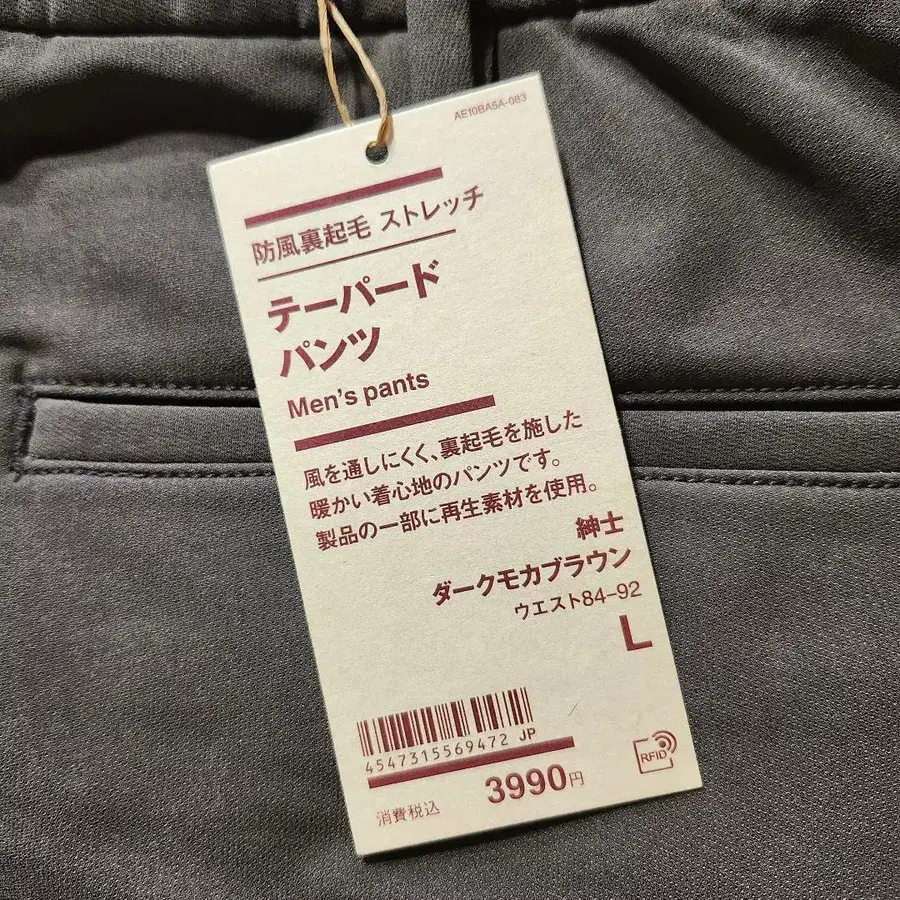 AE10BA5A-083
防風裏起毛 ストレッチ
テーパード
パンツ
Men's pants
風を通しにくく、裏起毛を施した
暖かい着心地のパンツです。
製品の一部に再生素材を使用。
紳士
ダークモカブラウン
ウエスト84-92
L
4547315569472 JP
3990円
消費税込
RFID